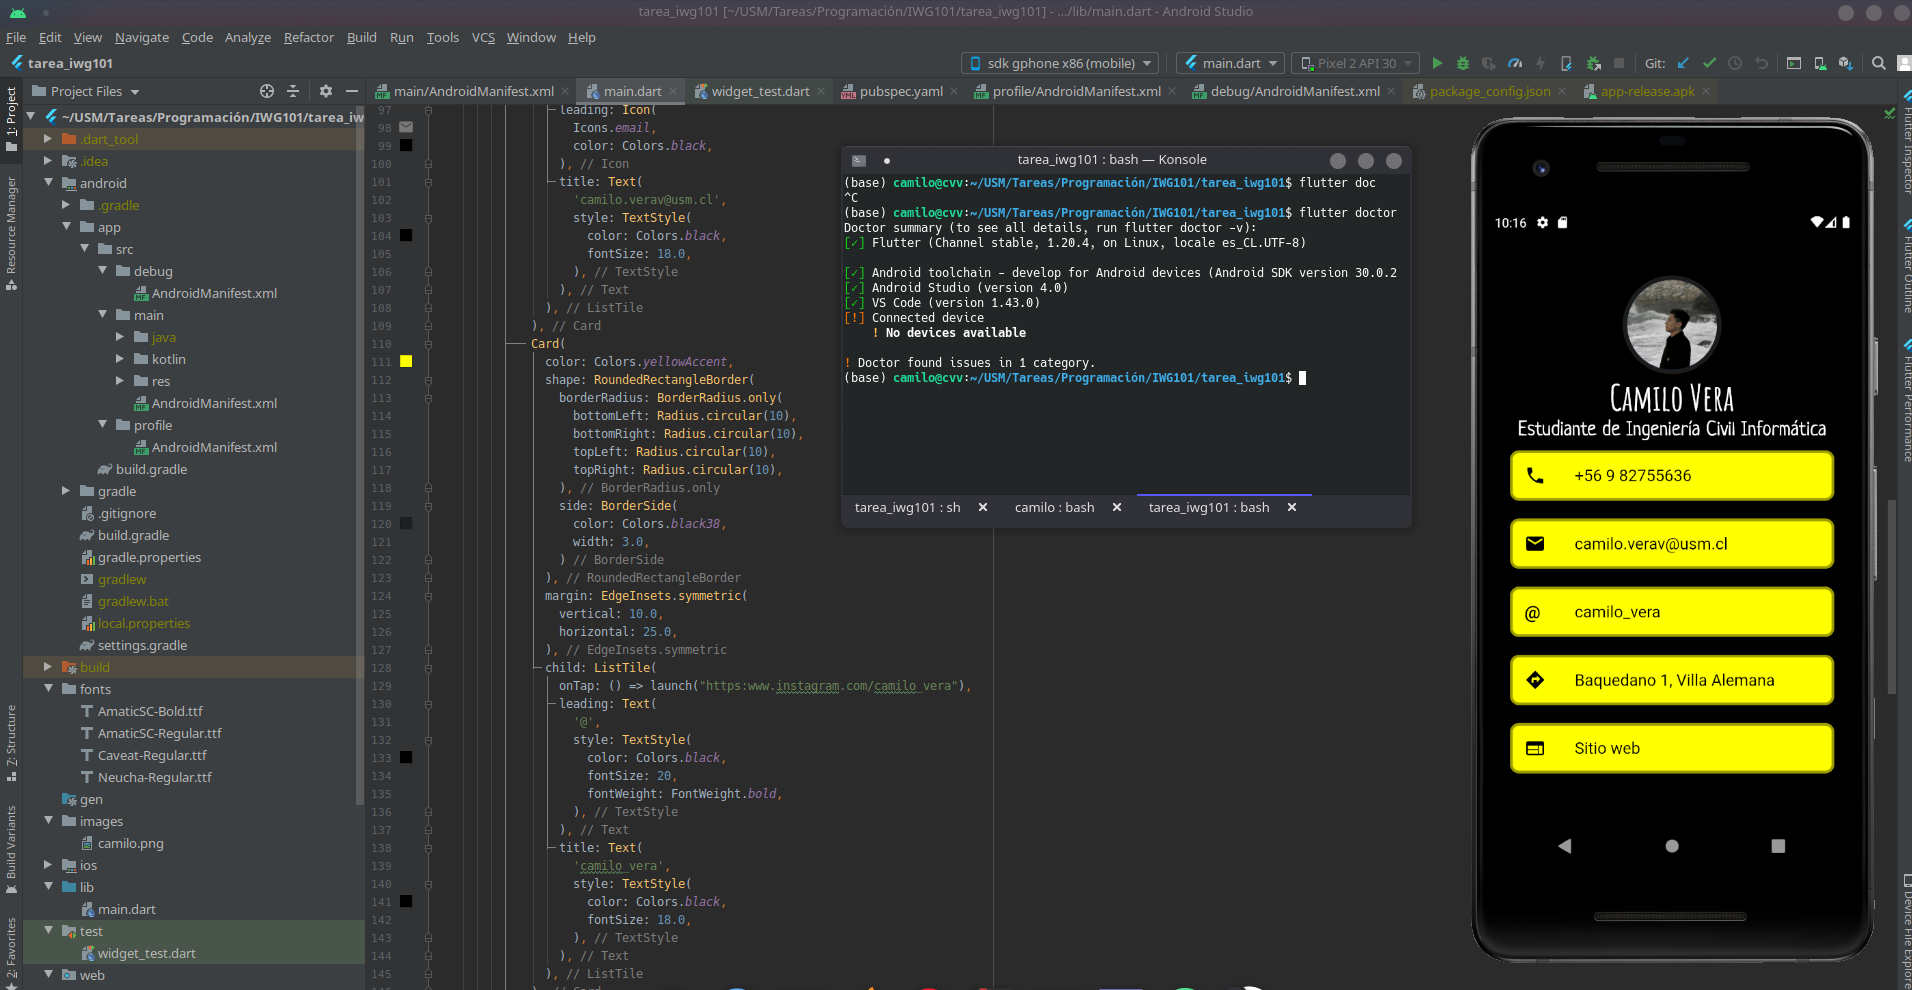 tarea_iwg101 [~/USM/Tareas/Programación/IWG101/tarea_iwg101] - .../lib/main.dart - Android Studio
File Edit View Navigate Code Analyze Refactor Build Run Tools VCS Window Help
tarea_iwg101
sdk gphone x86 (mobile)
main.dart
Pixel 2 API 30
Git:
Project Files
main/AndroidManifest.xml
main.dart
widget_test.dart
pubspec.yaml
profile/AndroidManifest.xml
debug/AndroidManifest.xml
package_config.json
app-release.apk
1: Project
Resource Manager
Z: Structure
Build Variants
2: Favorites
~/USM/Tareas/Programación/IWG101/tarea_iw
.dart_tool
.idea
android
.gradle
app
src
debug
AndroidManifest.xml
main
java
kotlin
res
AndroidManifest.xml
profile
AndroidManifest.xml
build.gradle
gradle
.gitignore
build.gradle
gradle.properties
gradlew
gradlew.bat
local.properties
settings.gradle
build
fonts
AmaticSC-Bold.ttf
AmaticSC-Regular.ttf
Caveat-Regular.ttf
Neucha-Regular.ttf
gen
images
camilo.png
ios
lib
main.dart
test
widget_test.dart
web
97 leading: Icon(
98 Icons.email,
99 color: Colors.black,
100 ), // Icon
101 title: Text(
102 'camilo.verav@usm.cl',
103 style: TextStyle(
104 color: Colors.black,
105 fontSize: 18.0,
106 ), // TextStyle
107 ), // Text
108 ), // ListTile
109 ), // Card
110 Card(
111 color: Colors.yellowAccent,
112 shape: RoundedRectangleBorder(
113 borderRadius: BorderRadius.only(
114 bottomLeft: Radius.circular(10),
115 bottomRight: Radius.circular(10),
116 topLeft: Radius.circular(10),
117 topRight: Radius.circular(10),
118 ), // BorderRadius.only
119 side: BorderSide(
120 color: Colors.black38,
121 width: 3.0,
122 ) // BorderSide
123 ), // RoundedRectangleBorder
124 margin: EdgeInsets.symmetric(
125 vertical: 10.0,
126 horizontal: 25.0,
127 ), // EdgeInsets.symmetric
128 child: ListTile(
129 onTap: () => launch("https:www.instagram.com/camilo_vera"),
130 leading: Text(
131 '@',
132 style: TextStyle(
133 color: Colors.black,
134 fontSize: 20,
135 fontWeight: FontWeight.bold,
136 ), // TextStyle
137 ), // Text
138 title: Text(
139 'camilo_vera',
140 style: TextStyle(
141 color: Colors.black,
142 fontSize: 18.0,
143 ), // TextStyle
144 ), // Text
145 ), // ListTile
tarea_iwg101 : bash — Konsole
(base) camilo@cvv:~/USM/Tareas/Programación/IWG101/tarea_iwg101$ flutter doc
^C
(base) camilo@cvv:~/USM/Tareas/Programación/IWG101/tarea_iwg101$ flutter doctor
Doctor summary (to see all details, run flutter doctor -v):
[✓] Flutter (Channel stable, 1.20.4, on Linux, locale es_CL.UTF-8)
[✓] Android toolchain - develop for Android devices (Android SDK version 30.0.2
[✓] Android Studio (version 4.0)
[✓] VS Code (version 1.43.0)
[!] Connected device
! No devices available
! Doctor found issues in 1 category.
(base) camilo@cvv:~/USM/Tareas/Programación/IWG101/tarea_iwg101$
tarea_iwg101 : sh
camilo : bash
tarea_iwg101 : bash
10:16
Camilo Vera
Estudiante de Ingeniería Civil Informática
+56 9 82755636
camilo.verav@usm.cl
@ camilo_vera
Baquedano 1, Villa Alemana
Sitio web
Flutter Inspector
Flutter Outline
Flutter Performance
Device File Explore